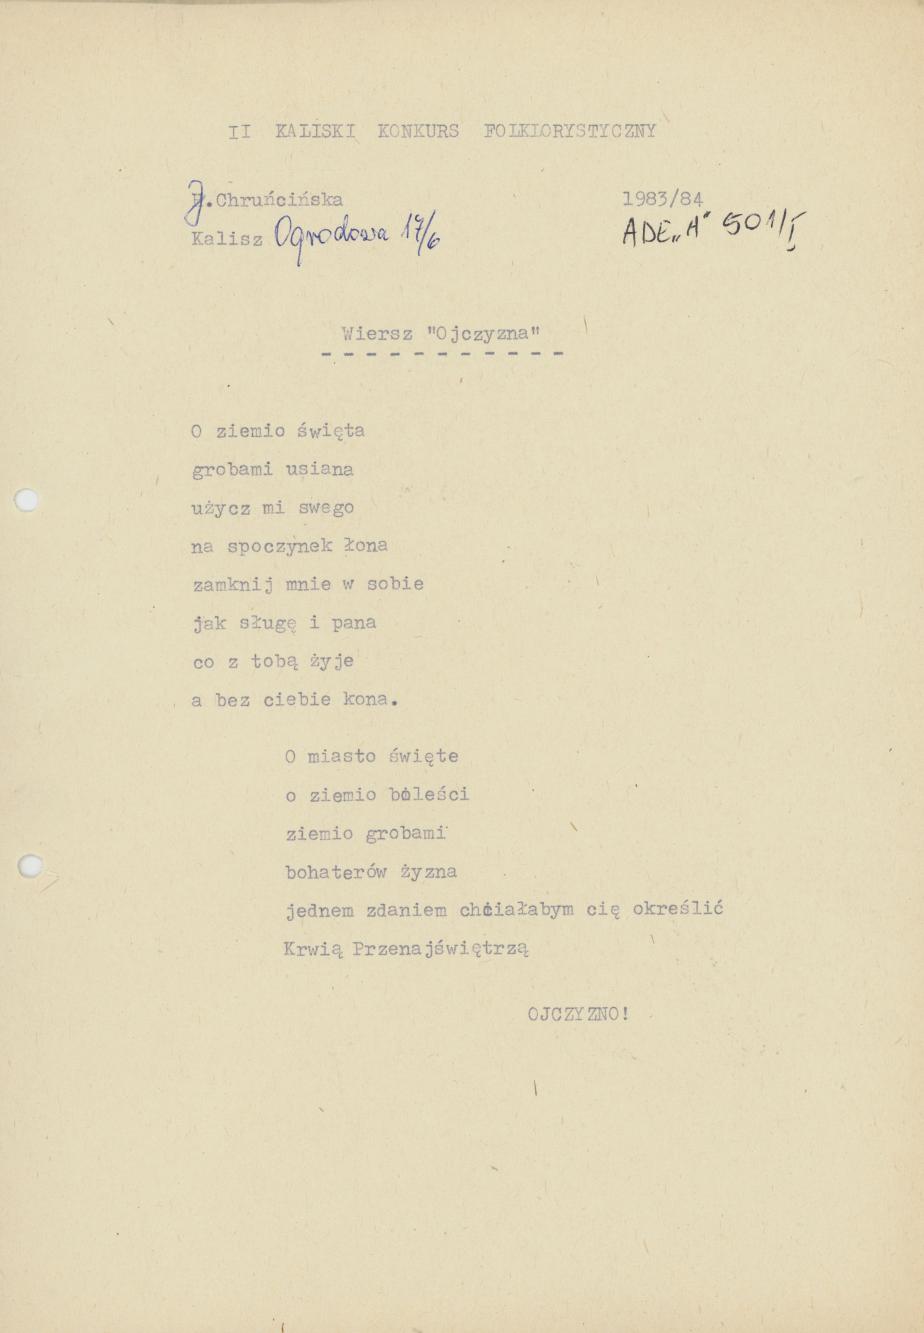 II KALISKI KONKURS FOLKLORYSTYCZNY
J.Chruńcińska 1983/84
Kalisz Ogrodowa 17/6 ADE„A" 501/I
Wiersz "Ojczyzna"
O ziemio święta
grobami usiana
użycz mi swego
na spoczynek łona
zamknij mnie w sobie
jak sługę i pana
co z tobą żyje
a bez ciebie kona.
O miasto święte
o ziemio boleści
ziemio grobami
bohaterów żyzna
jednem zdaniem chciałabym cię określić
Krwią Przenajświętrzą
OJCZYZNO!